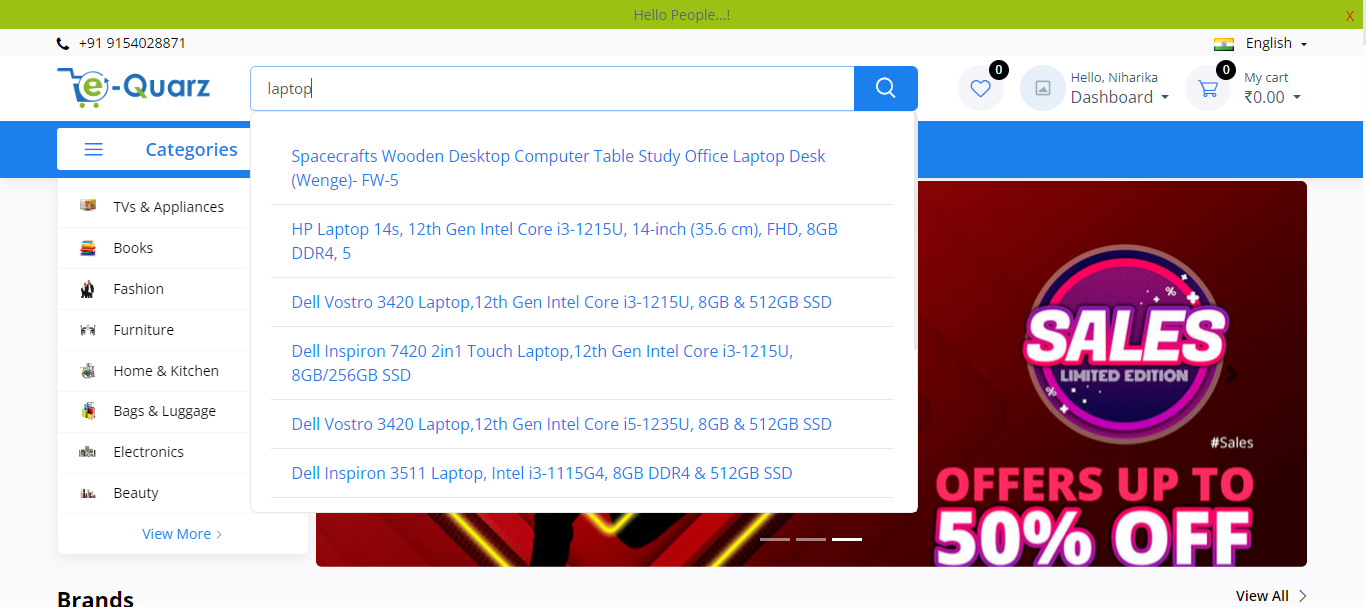 Hello People...!
X
+91 9154028871
English
e-Quarz
laptop
0
Hello, Niharika
Dashboard
0
My cart
₹0.00
Categories
Spacecrafts Wooden Desktop Computer Table Study Office Laptop Desk
(Wenge)- FW-5
HP Laptop 14s, 12th Gen Intel Core i3-1215U, 14-inch (35.6 cm), FHD, 8GB
DDR4, 5
Dell Vostro 3420 Laptop,12th Gen Intel Core i3-1215U, 8GB & 512GB SSD
Dell Inspiron 7420 2in1 Touch Laptop,12th Gen Intel Core i3-1215U,
8GB/256GB SSD
Dell Vostro 3420 Laptop,12th Gen Intel Core i5-1235U, 8GB & 512GB SSD
Dell Inspiron 3511 Laptop, Intel i3-1115G4, 8GB DDR4 & 512GB SSD
TVs & Appliances
Books
Fashion
Furniture
Home & Kitchen
Bags & Luggage
Electronics
Beauty
View More
%
SALES
LIMITED EDITION
%
#Sales
OFFERS UP TO
50% OFF
Brands
View All